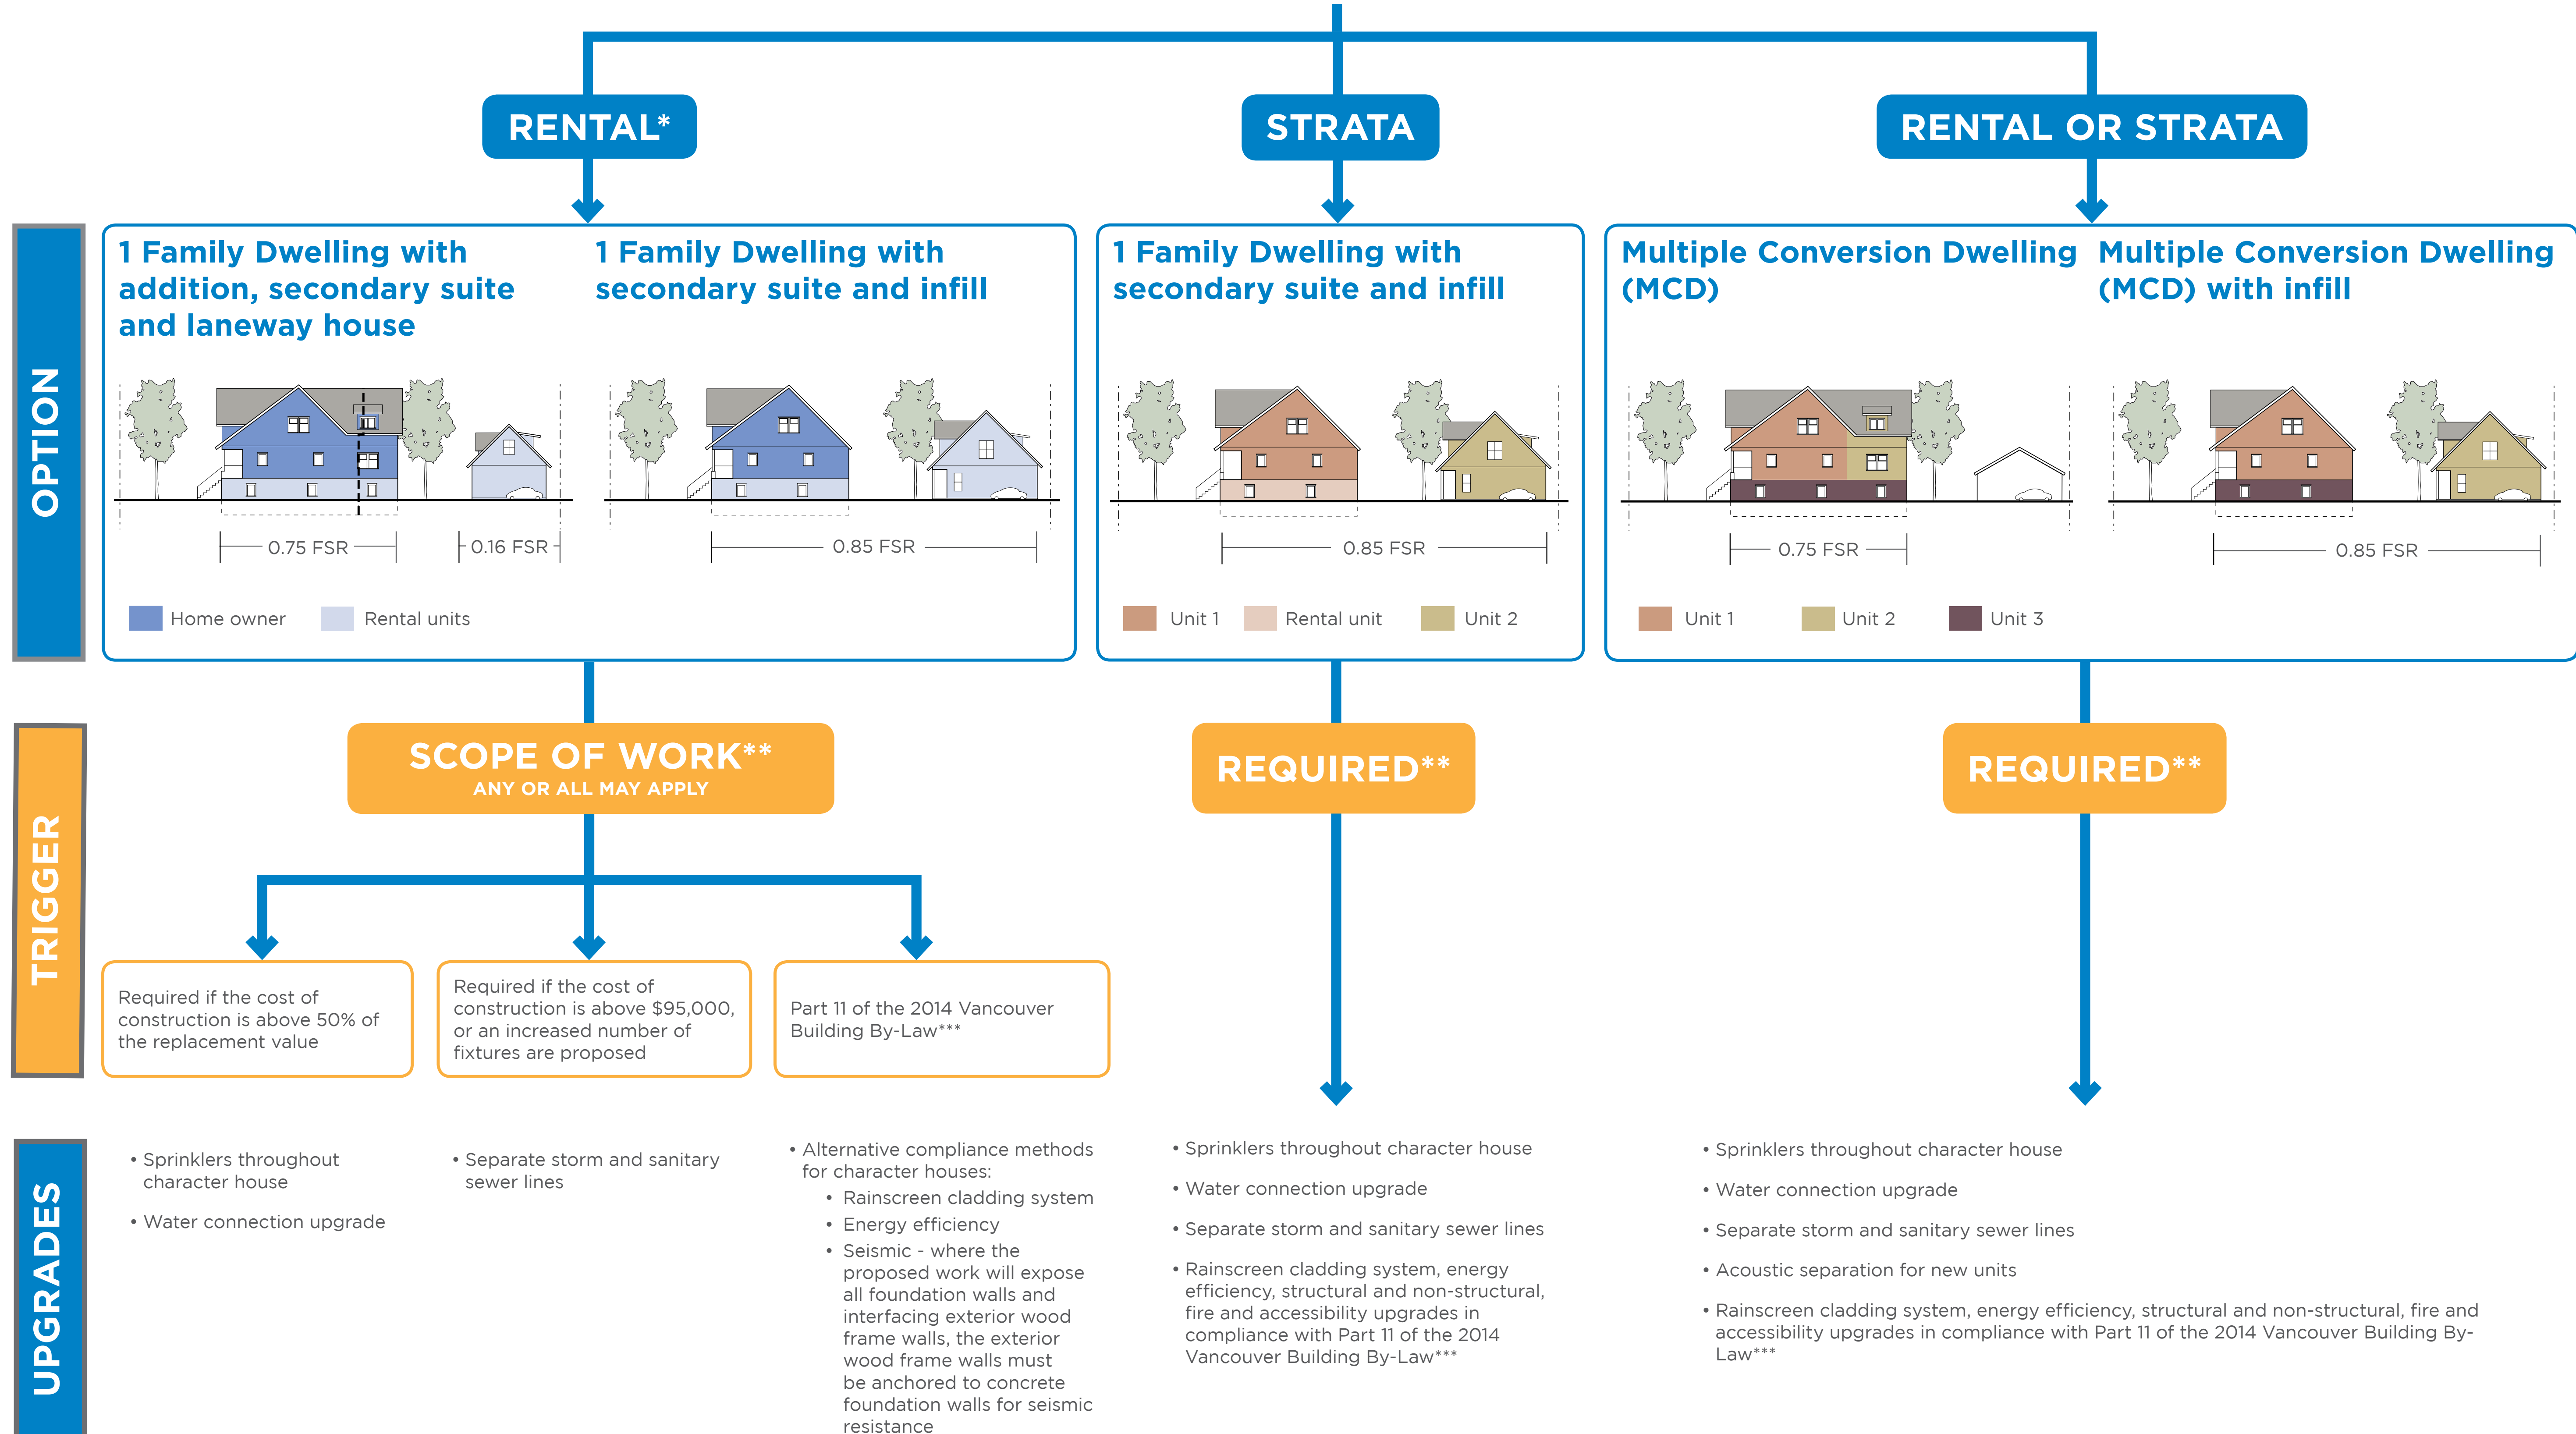 RENTAL*
STRATA
RENTAL OR STRATA
OPTION
1 Family Dwelling with
addition, secondary suite
and laneway house
1 Family Dwelling with
secondary suite and infill
0.75 FSR
0.16 FSR
0.85 FSR
Home owner
Rental units
1 Family Dwelling with
secondary suite and infill
0.85 FSR
Unit 1
Rental unit
Unit 2
Multiple Conversion Dwelling
(MCD)
Multiple Conversion Dwelling
(MCD) with infill
0.75 FSR
0.85 FSR
Unit 1
Unit 2
Unit 3
TRIGGER
SCOPE OF WORK**
ANY OR ALL MAY APPLY
REQUIRED**
REQUIRED**
Required if the cost of
construction is above 50% of
the replacement value
Required if the cost of
construction is above $95,000,
or an increased number of
fixtures are proposed
Part 11 of the 2014 Vancouver
Building By-Law***
UPGRADES
• Sprinklers throughout
character house
• Water connection upgrade
• Separate storm and sanitary
sewer lines
• Alternative compliance methods
for character houses:
• Rainscreen cladding system
• Energy efficiency
• Seismic - where the
proposed work will expose
all foundation walls and
interfacing exterior wood
frame walls, the exterior
wood frame walls must
be anchored to concrete
foundation walls for seismic
resistance
• Sprinklers throughout character house
• Water connection upgrade
• Separate storm and sanitary sewer lines
• Rainscreen cladding system, energy
efficiency, structural and non-structural,
fire and accessibility upgrades in
compliance with Part 11 of the 2014
Vancouver Building By-Law***
• Sprinklers throughout character house
• Water connection upgrade
• Separate storm and sanitary sewer lines
• Acoustic separation for new units
• Rainscreen cladding system, energy efficiency, structural and non-structural, fire and
accessibility upgrades in compliance with Part 11 of the 2014 Vancouver Building By-
Law***